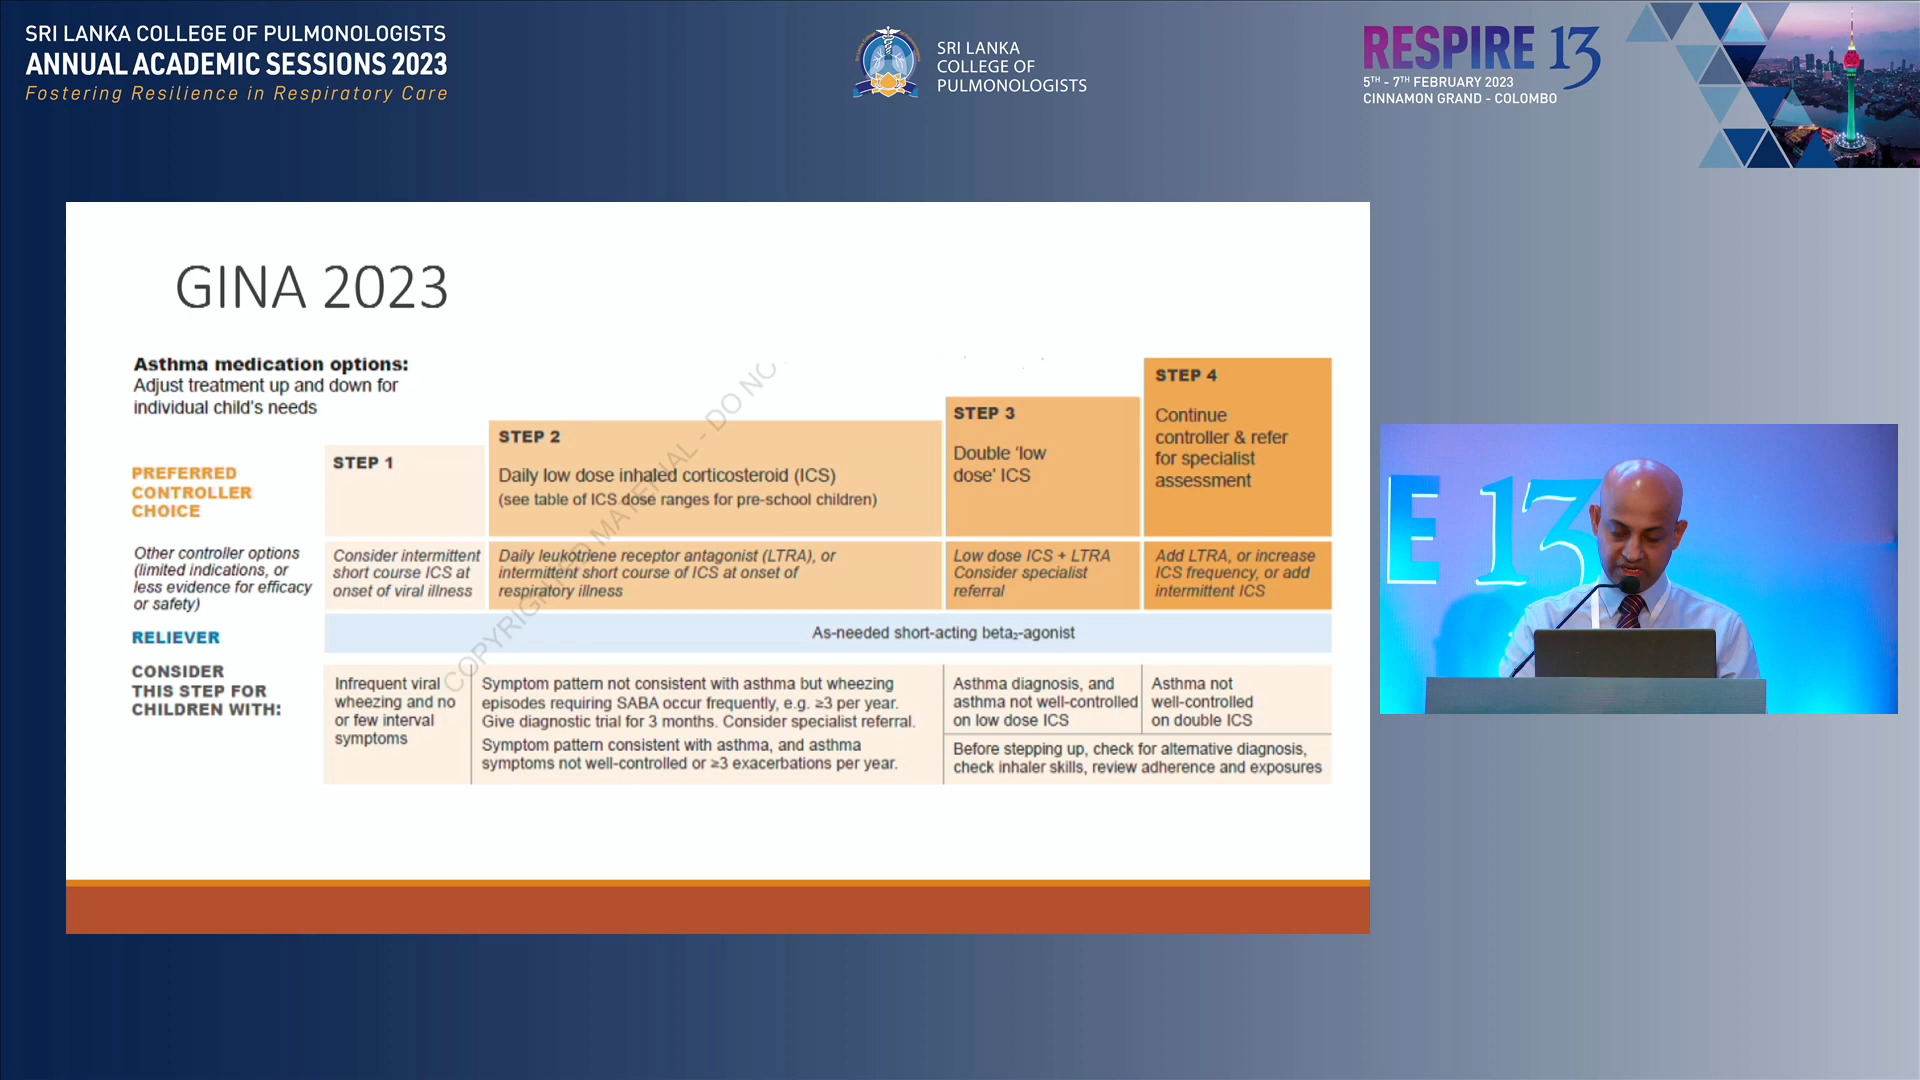 SRI LANKA COLLEGE OF PULMONOLOGISTS
ANNUAL ACADEMIC SESSIONS 2023
Fostering Resilience in Respiratory Care
SRI LANKA
COLLEGE OF
PULMONOLOGISTS
RESPIRE 13
5TH - 7TH FEBRUARY 2023
CINNAMON GRAND - COLOMBO
GINA 2023
Asthma medication options:
Adjust treatment up and down for
individual child's needs
PREFERRED
CONTROLLER
CHOICE
STEP 1
STEP 2
Daily low dose inhaled corticosteroid (ICS)
(see table of ICS dose ranges for pre-school children)
STEP 3
Double 'low
dose' ICS
STEP 4
Continue
controller & refer
for specialist
assessment
Other controller options
(limited indications, or
less evidence for efficacy
or safety)
Consider intermittent
short course ICS at
onset of viral illness
Daily leukotriene receptor antagonist (LTRA), or
intermittent short course of ICS at onset of
respiratory illness
Low dose ICS + LTRA
Consider specialist
referral
Add LTRA, or increase
ICS frequency, or add
intermittent ICS
RELIEVER
As-needed short-acting beta₂-agonist
CONSIDER
THIS STEP FOR
CHILDREN WITH:
Infrequent viral
wheezing and no
or few interval
symptoms
Symptom pattern not consistent with asthma but wheezing
episodes requiring SABA occur frequently, e.g. ≥3 per year.
Give diagnostic trial for 3 months. Consider specialist referral.
Symptom pattern consistent with asthma, and asthma
symptoms not well-controlled or ≥3 exacerbations per year.
Asthma diagnosis, and
asthma not well-controlled
on low dose ICS
Asthma not
well-controlled
on double ICS
Before stepping up, check for alternative diagnosis,
check inhaler skills, review adherence and exposures
COPYRIGHTED MATERIAL - DO NO
E 13